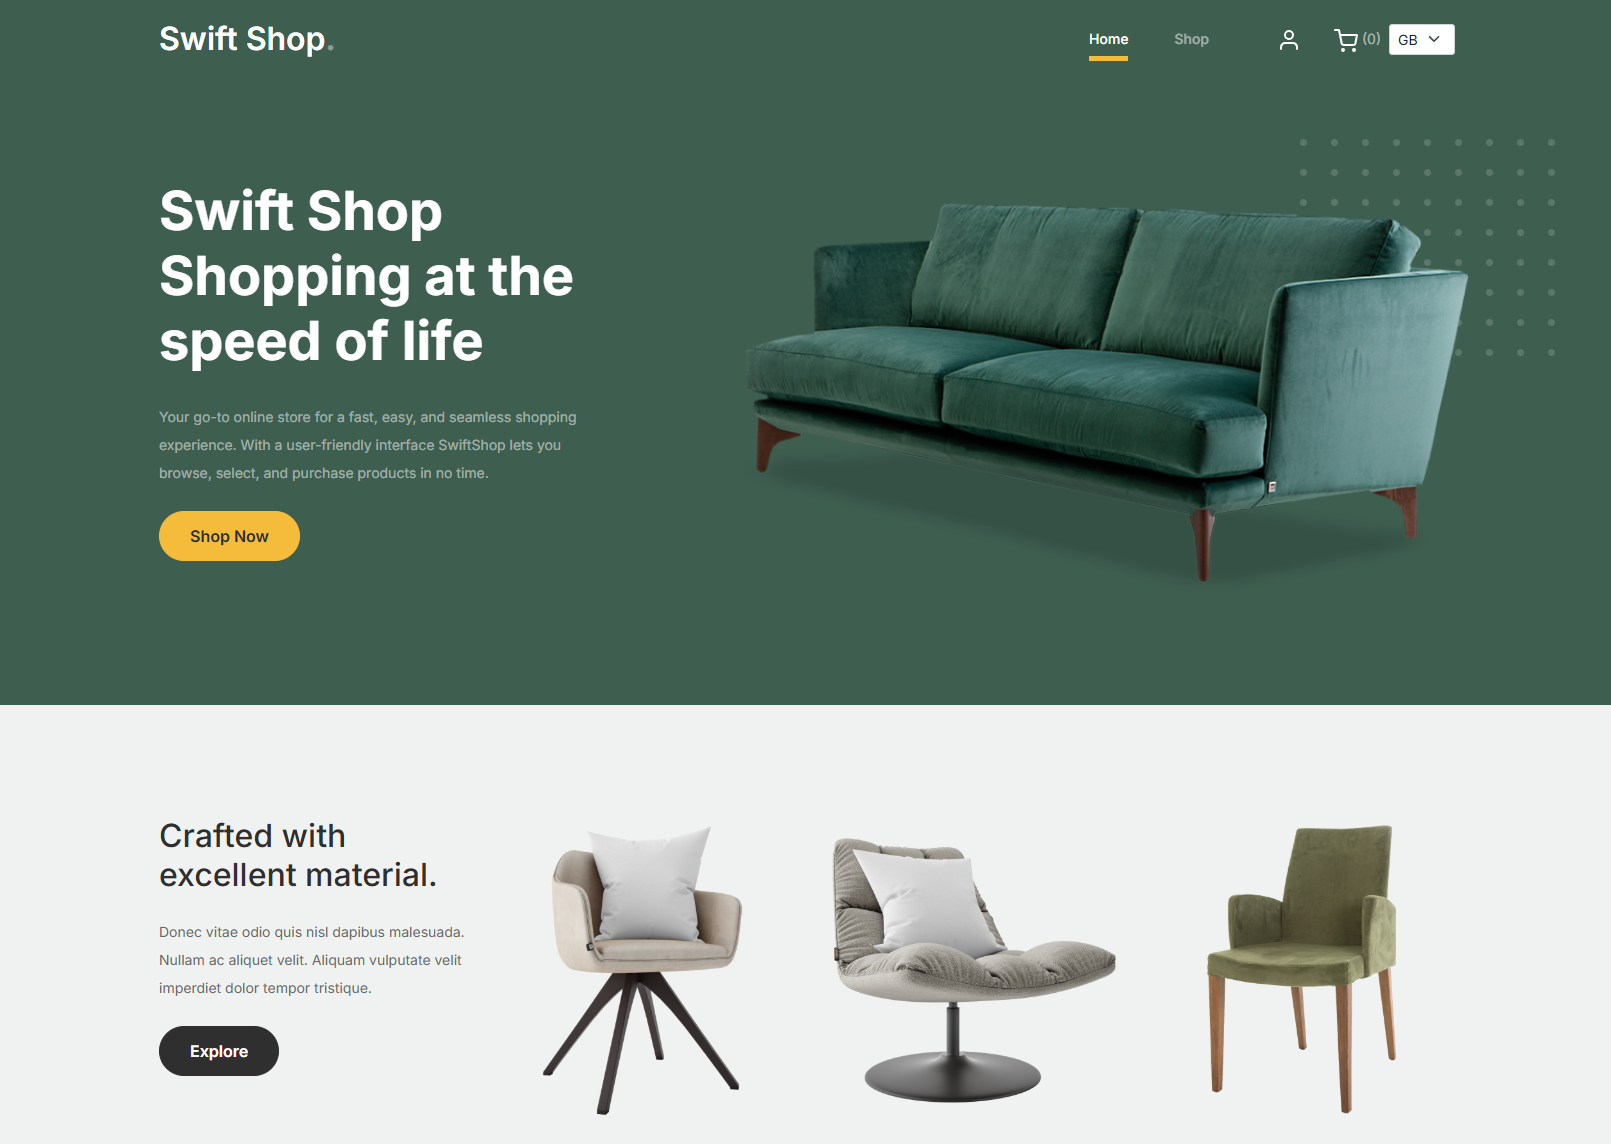 Swift Shop.
Home
Shop
(0)
GB
Swift Shop
Shopping at the
speed of life
Your go-to online store for a fast, easy, and seamless shopping
experience. With a user-friendly interface SwiftShop lets you
browse, select, and purchase products in no time.
Shop Now
Crafted with
excellent material.
Donec vitae odio quis nisl dapibus malesuada.
Nullam ac aliquet velit. Aliquam vulputate velit
imperdiet dolor tempor tristique.
Explore